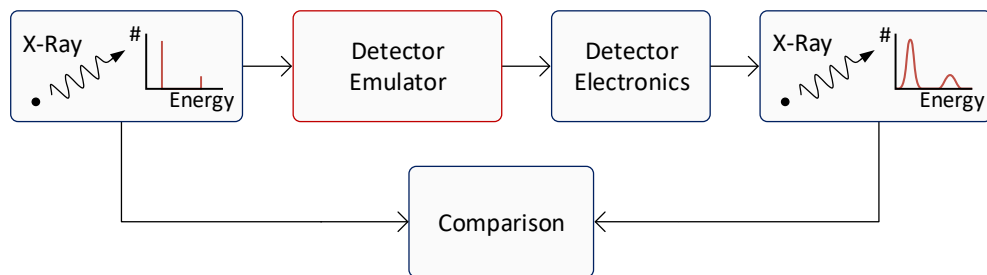 X-Ray
#
Energy
Detector
Emulator
Detector
Electronics
X-Ray
#
Energy
Comparison